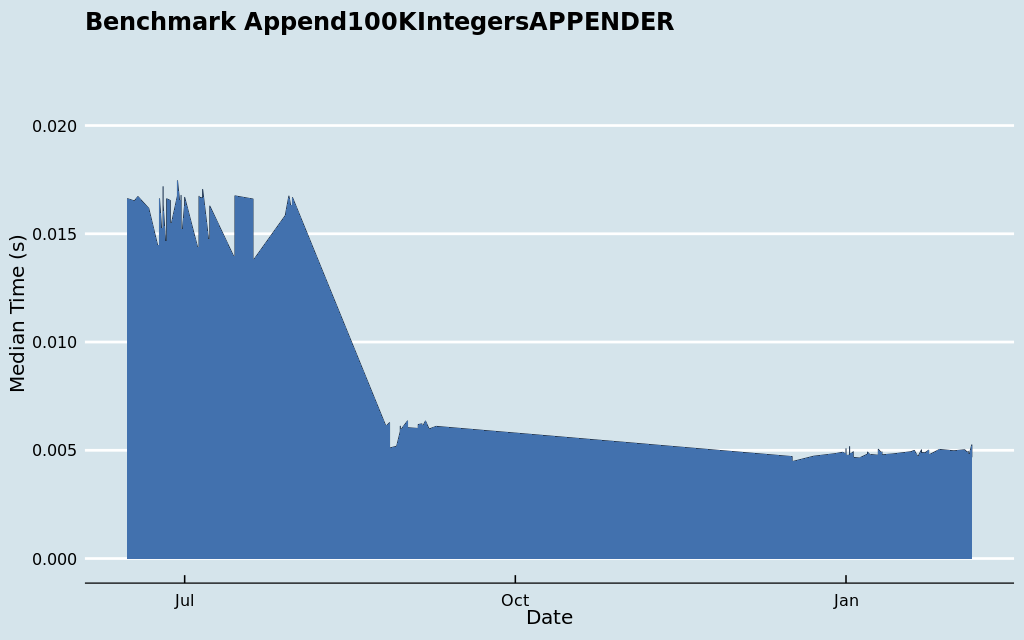 Benchmark Append100KIntegersAPPENDER
Median Time (s)
0.020
0.015
0.010
0.005
0.000
Jul
Oct
Jan
Date